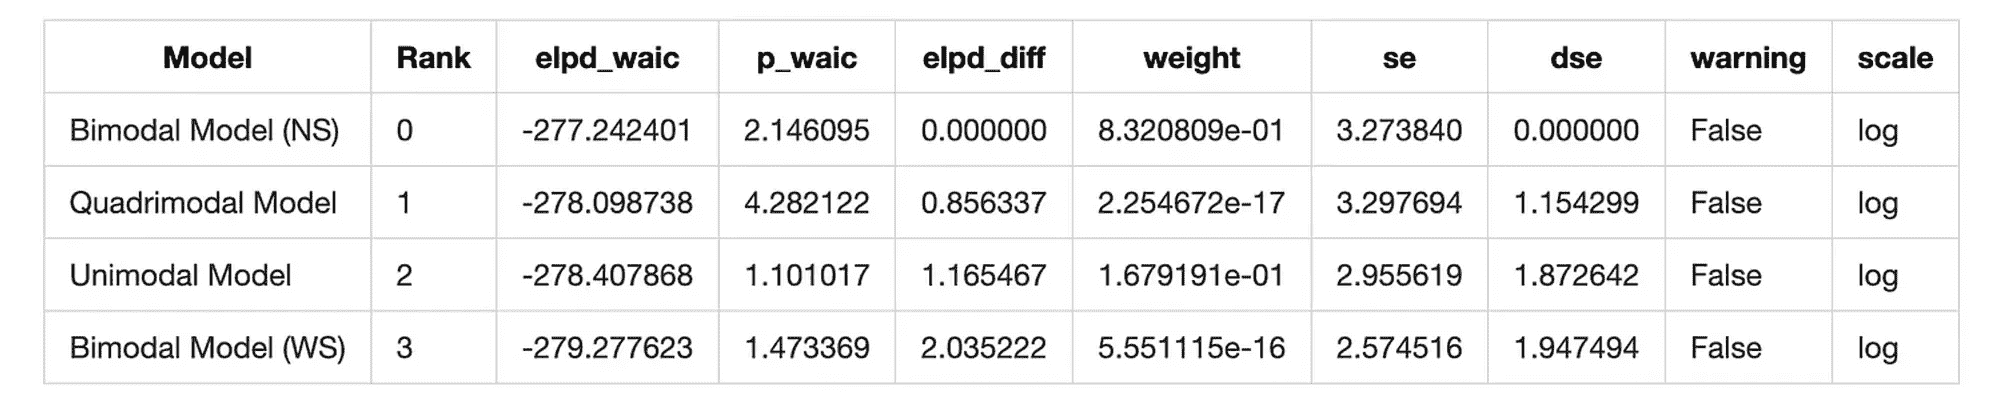 Model Rank elpd_waic p_waic elpd_diff weight se dse warning scale
Bimodal Model (NS) 0 -277.242401 2.146095 0.000000 8.320809e-01 3.273840 0.000000 False log
Quadrimodal Model 1 -278.098738 4.282122 0.856337 2.254672e-17 3.297694 1.154299 False log
Unimodal Model 2 -278.407868 1.101017 1.165467 1.679191e-01 2.955619 1.872642 False log
Bimodal Model (WS) 3 -279.277623 1.473369 2.035222 5.551115e-16 2.574516 1.947494 False log